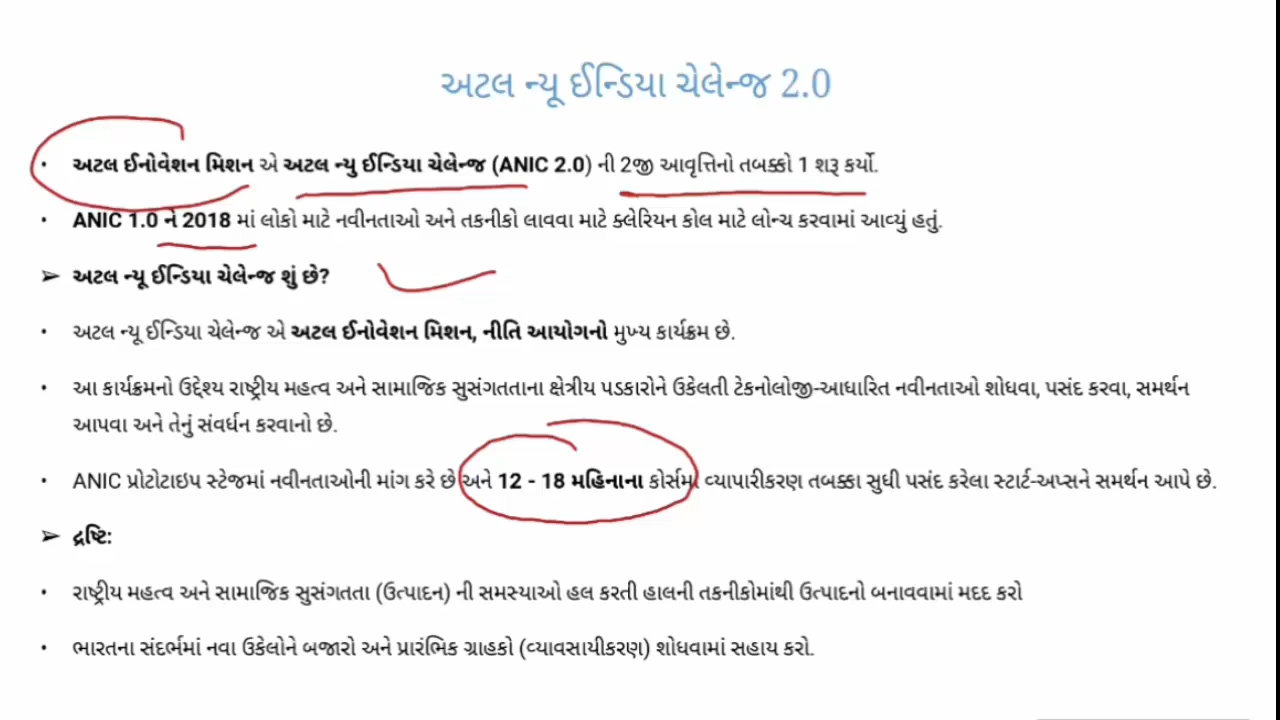 અટલ ન્યૂ ઈન્ડિયા ચેલેન્જ 2.0
• અટલ ઈનોવેશન મિશન એ અટલ ન્યુ ઈન્ડિયા ચેલેન્જ (ANIC 2.0) ની 2જી આવૃત્તિનો તબક્કો 1 શરૂ કર્યો.
• ANIC 1.0 ને 2018 માં લોકો માટે નવીનતાઓ અને તકનીકો લાવવા માટે ક્લેરિયન કોલ માટે લોન્ચ કરવામાં આવ્યું હતું.
➢ અટલ ન્યૂ ઈન્ડિયા ચેલેન્જ શું છે?
• અટલ ન્યૂ ઈન્ડિયા ચેલેન્જ એ અટલ ઈનોવેશન મિશન, નીતિ આયોગનો મુખ્ય કાર્યક્રમ છે.
• આ કાર્યક્રમનો ઉદ્દેશ્ય રાષ્ટ્રીય મહત્વ અને સામાજિક સુસંગતતાના ક્ષેત્રીય પડકારોને ઉકેલતી ટેકનોલોજી-આધારિત નવીનતાઓ શોધવા, પસંદ કરવા, સમર્થન
આપવા અને તેનું સંવર્ધન કરવાનો છે.
• ANIC પ્રોટોટાઇપ સ્ટેજમાં નવીનતાઓની માંગ કરે છે અને 12 - 18 મહિનાના કોર્સમાં વ્યાપારીકરણ તબક્કા સુધી પસંદ કરેલા સ્ટાર્ટ-અપ્સને સમર્થન આપે છે.
➢ દ્રષ્ટિ:
• રાષ્ટ્રીય મહત્વ અને સામાજિક સુસંગતતા (ઉત્પાદન) ની સમસ્યાઓ હલ કરતી હાલની તકનીકોમાંથી ઉત્પાદનો બનાવવામાં મદદ કરો
• ભારતના સંદર્ભમાં નવા ઉકેલોને બજારો અને પ્રારંભિક ગ્રાહકો (વ્યાવસાયીકરણ) શોધવામાં સહાય કરો.